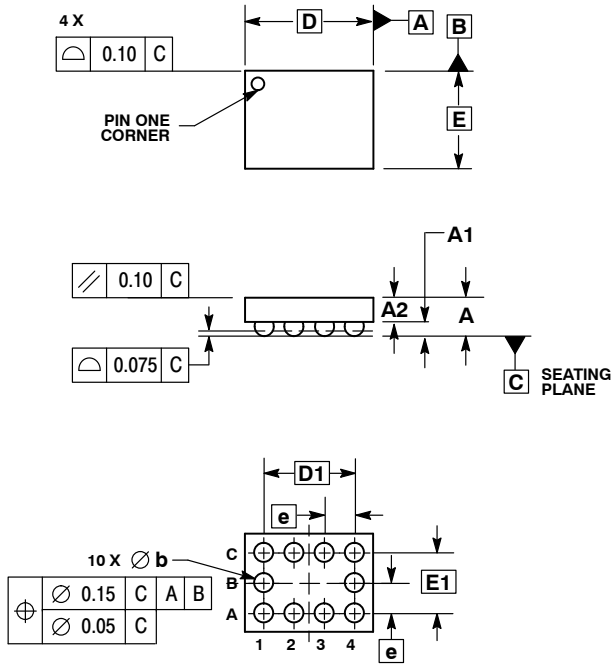 4 X
⌓ 0.10 C
D
A
B
PIN ONE
CORNER
E
A1
⫽ 0.10 C
A2
A
⌓ 0.075 C
C
SEATING
PLANE
D1
e
10 X ∅ b
C
B
A
E1
⌖ ∅ 0.15 C A B
∅ 0.05 C
1 2 3 4
e